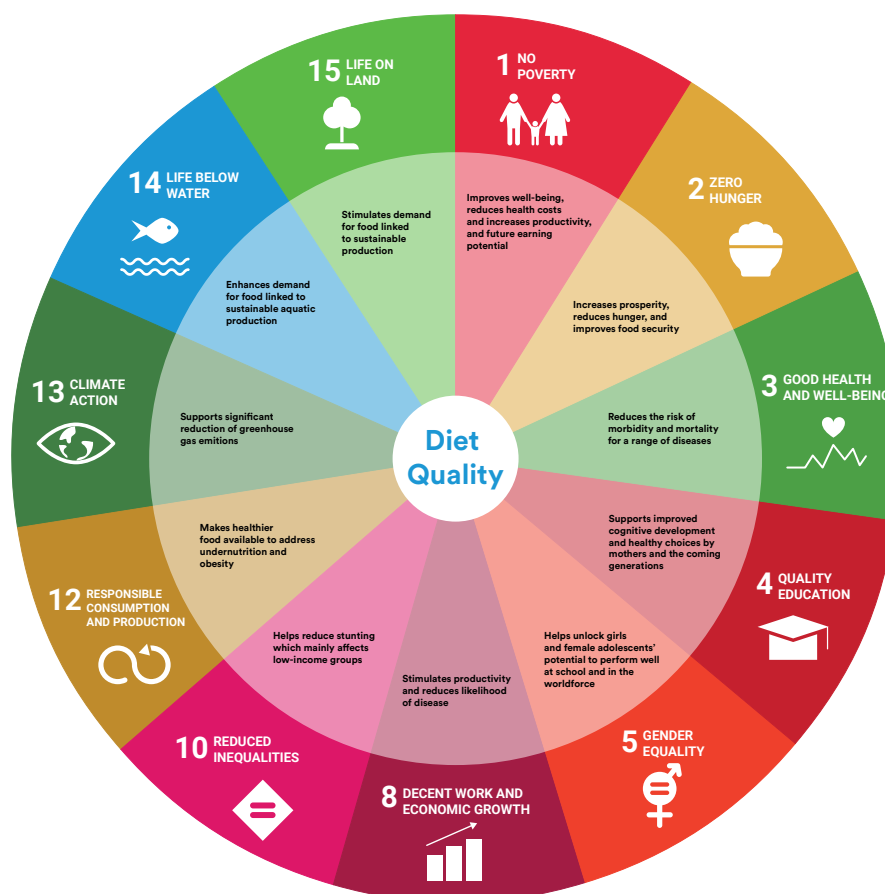 Diet
Quality
1 NO
POVERTY
Improves well-being,
reduces health costs
and increases productivity,
and future earning
potential
2 ZERO
HUNGER
Increases prosperity,
reduces hunger, and
improves food security
3 GOOD HEALTH
AND WELL-BEING
Reduces the risk of
morbidity and mortality
for a range of diseases
4 QUALITY
EDUCATION
Supports improved
cognitive development
and healthy choices by
mothers and the coming
generations
5 GENDER
EQUALITY
Helps unlock girls
and female adolescents’
potential to perform well
at school and in the
worldforce
8 DECENT WORK AND
ECONOMIC GROWTH
Stimulates productivity
and reduces likelihood
of disease
10 REDUCED
INEQUALITIES
Helps reduce stunting
which mainly affects
low-income groups
12 RESPONSIBLE
CONSUMPTION
AND PRODUCTION
Makes healthier
food available to address
undernutrition and
obesity
13 CLIMATE
ACTION
Supports significant
reduction of greenhouse
gas emitions
14 LIFE BELOW
WATER
Enhances demand
for food linked to
sustainable aquatic
production
15 LIFE ON
LAND
Stimulates demand
for food linked
to sustainable
production